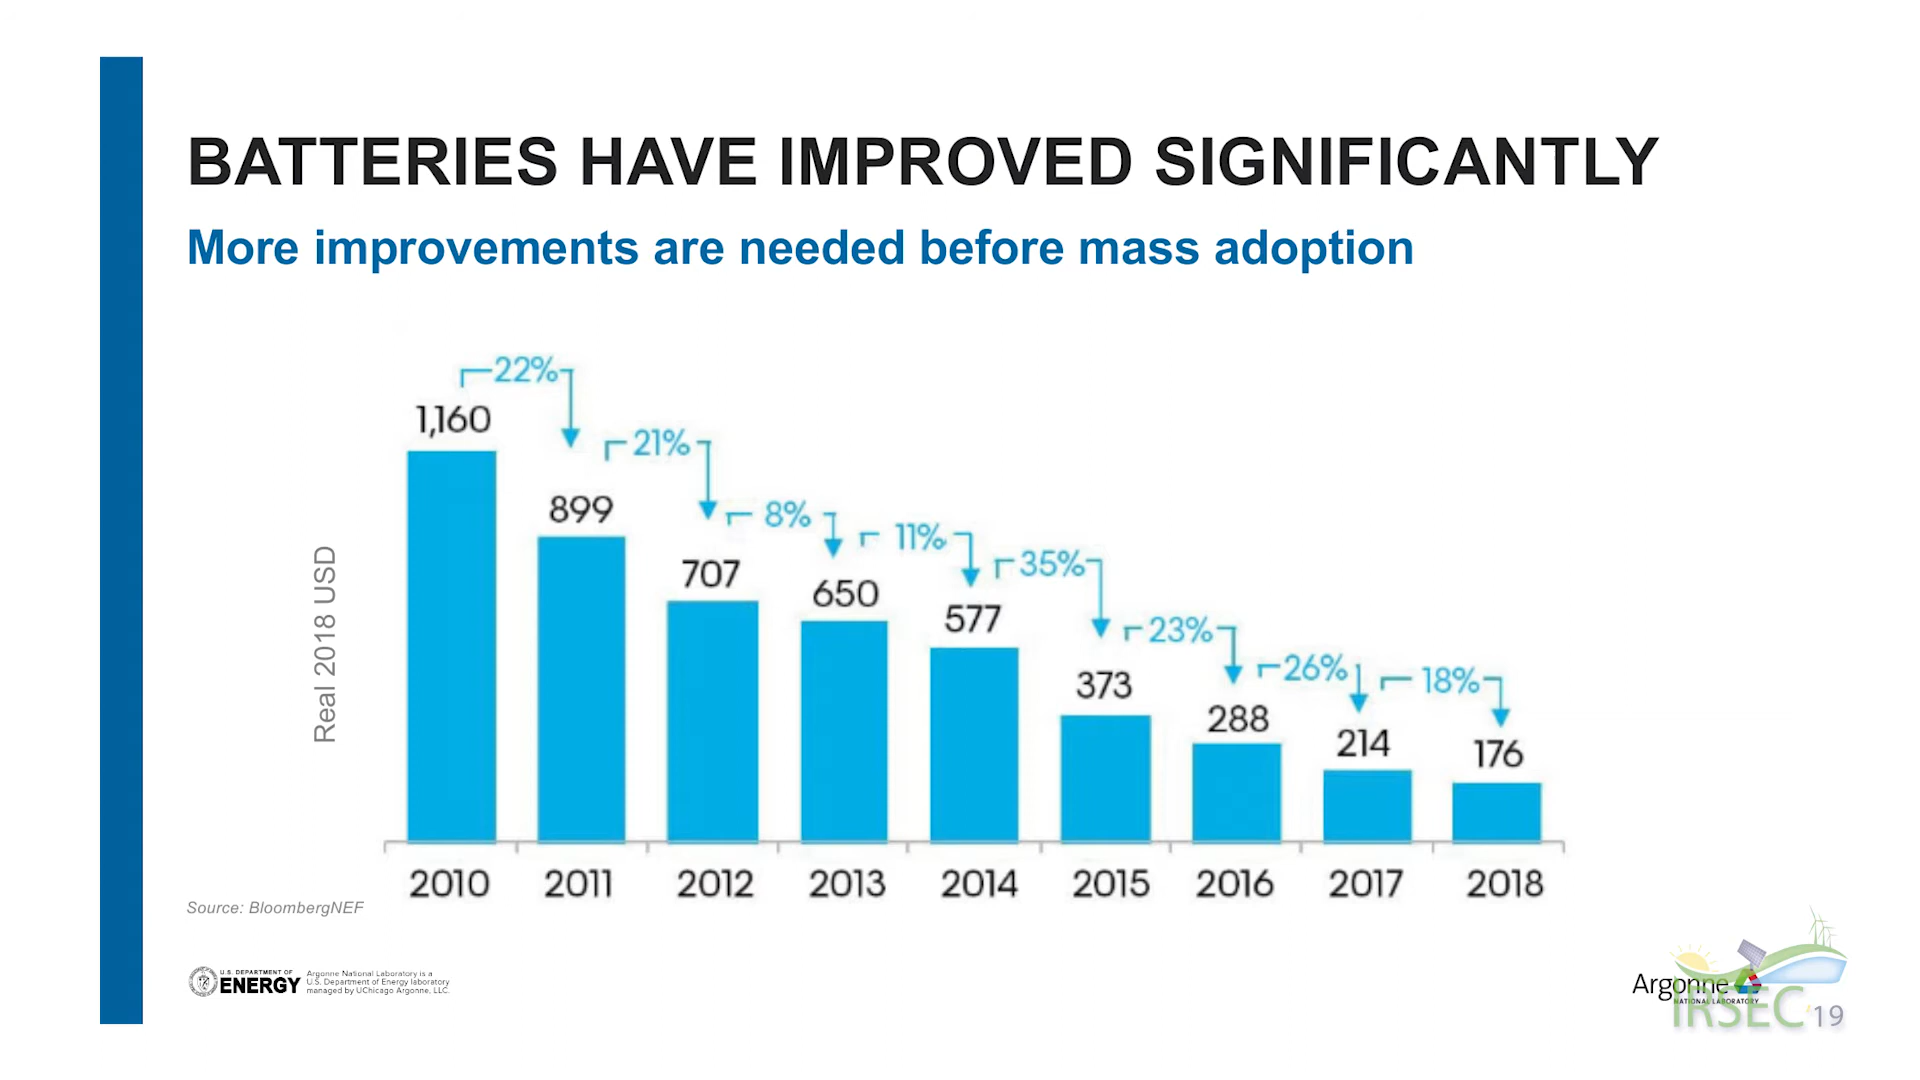 BATTERIES HAVE IMPROVED SIGNIFICANTLY
More improvements are needed before mass adoption
22%
1,160
21%
899
8%
707
11%
650
35%
577
23%
373
26%
288
18%
214
176
Real 2018 USD
2010 2011 2012 2013 2014 2015 2016 2017 2018
Source: BloombergNEF
U.S. DEPARTMENT OF
ENERGY
Argonne National Laboratory is a
U.S. Department of Energy laboratory
managed by UChicago Argonne, LLC.
Argonne
NATIONAL LABORATORY
IRSEC'19